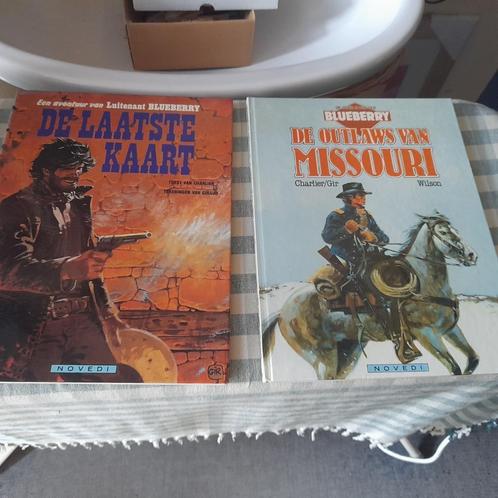 Een avontuur van Luitenant BLUEBERRY
DE LAATSTE
KAART
TEKST VAN CHARLIER
TEKENINGEN VAN GIRAUD
GIR
NOVEDI
BLUEBERRY
DE OUTLAWS VAN
MISSOURI
Charlier/Gir Wilson
NOVEDI